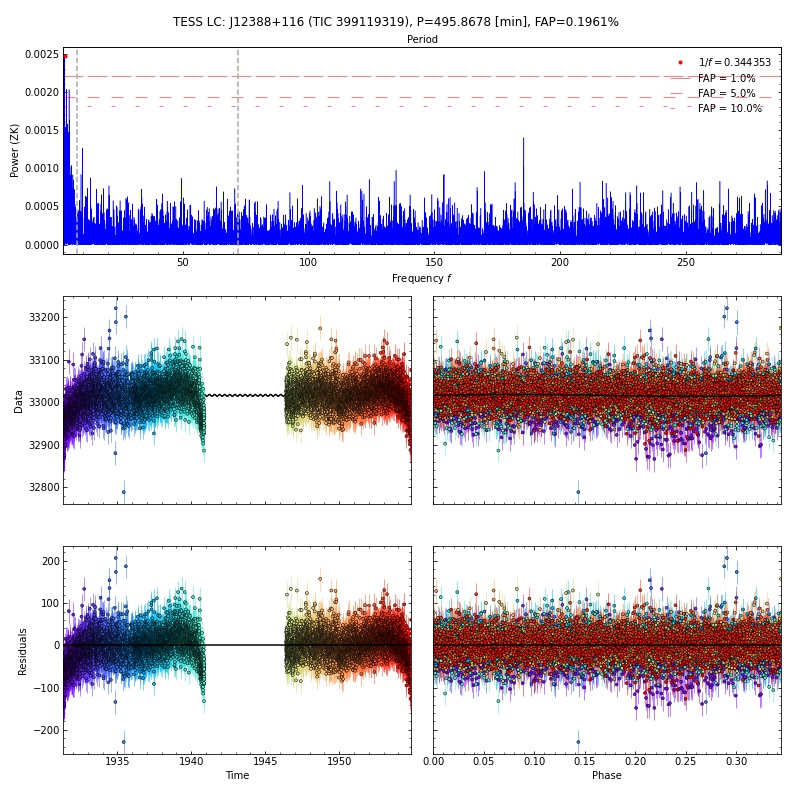 TESS LC: J12388+116 (TIC 399119319), P=495.8678 [min], FAP=0.1961%
Period
0.0025
0.0020
0.0015
0.0010
0.0005
0.0000
Power (ZK)
1/f = 0.344353
FAP = 1.0%
FAP = 5.0%
FAP = 10.0%
50
100
150
200
250
Frequency f
33200
33100
33000
32900
32800
Data
200
100
0
−100
−200
Residuals
1935
1940
1945
1950
Time
0.00
0.05
0.10
0.15
0.20
0.25
0.30
Phase